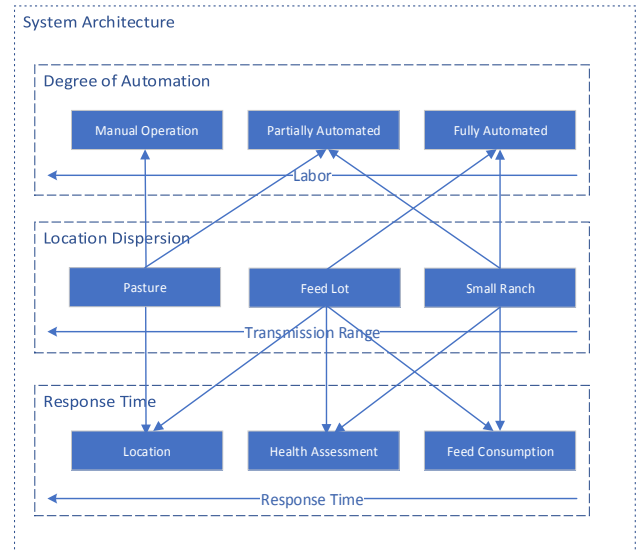 System Architecture
Degree of Automation
Manual Operation
Partially Automated
Fully Automated
Labor
Location Dispersion
Pasture
Feed Lot
Small Ranch
Transmission Range
Response Time
Location
Health Assessment
Feed Consumption
Response Time